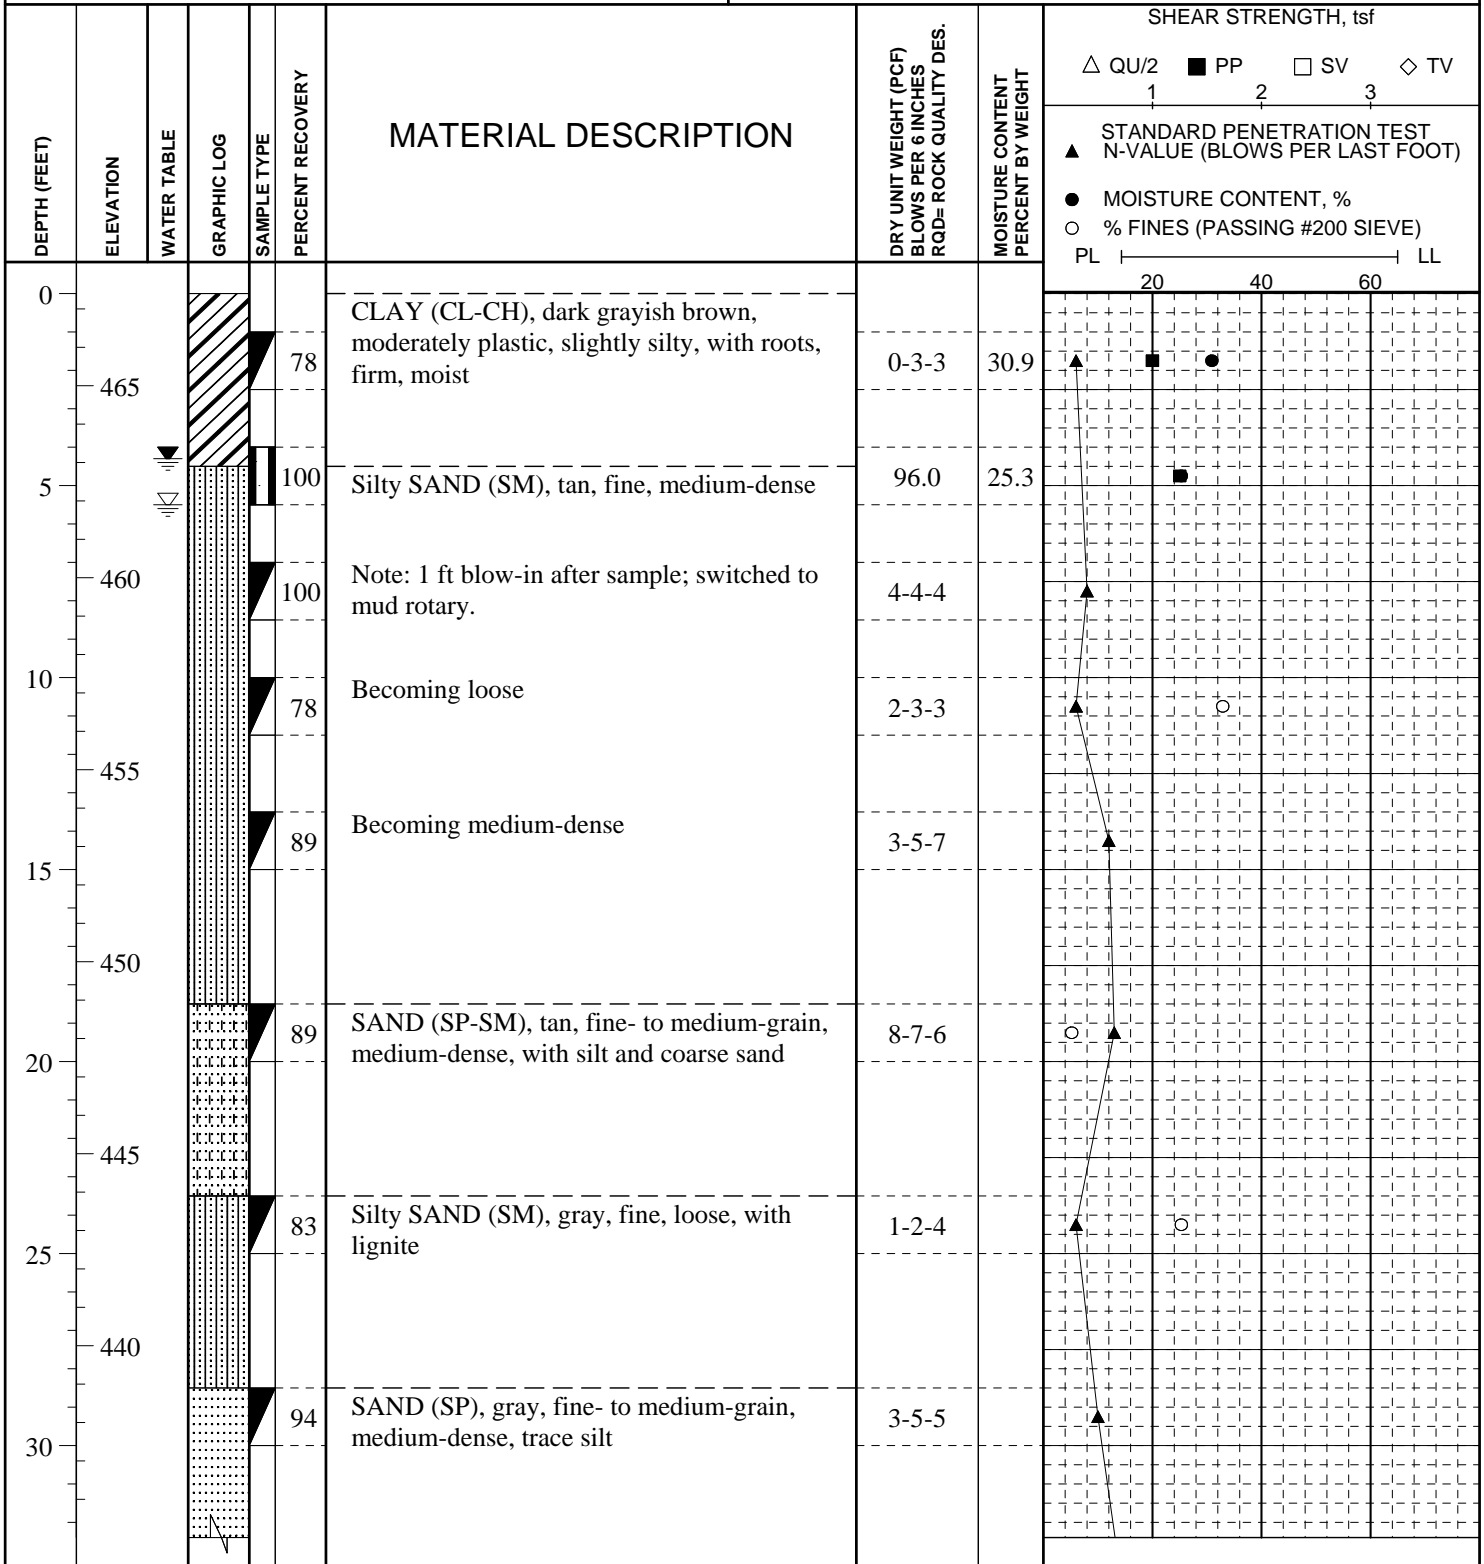 DEPTH (FEET)
ELEVATION
WATER TABLE
GRAPHIC LOG
SAMPLE TYPE
PERCENT RECOVERY
MATERIAL DESCRIPTION
DRY UNIT WEIGHT (PCF)
BLOWS PER 6 INCHES
RQD= ROCK QUALITY DES.
MOISTURE CONTENT
PERCENT BY WEIGHT
SHEAR STRENGTH, tsf
△ QU/2 ■ PP □ SV ◇ TV
1 2 3
STANDARD PENETRATION TEST
▲ N-VALUE (BLOWS PER LAST FOOT)
● MOISTURE CONTENT, %
○ % FINES (PASSING #200 SIEVE)
PL LL
20 40 60
0
CLAY (CL-CH), dark grayish brown,
moderately plastic, slightly silty, with roots,
firm, moist
78 0-3-3 30.9
465
5 100 Silty SAND (SM), tan, fine, medium-dense 96.0 25.3
460
Note: 1 ft blow-in after sample; switched to
mud rotary.
100 4-4-4
10
Becoming loose
78 2-3-3
455
Becoming medium-dense
89 3-5-7
15
450
SAND (SP-SM), tan, fine- to medium-grain,
medium-dense, with silt and coarse sand
89 8-7-6
20
445
Silty SAND (SM), gray, fine, loose, with
lignite
83 1-2-4
25
440
SAND (SP), gray, fine- to medium-grain,
medium-dense, trace silt
94 3-5-5
30